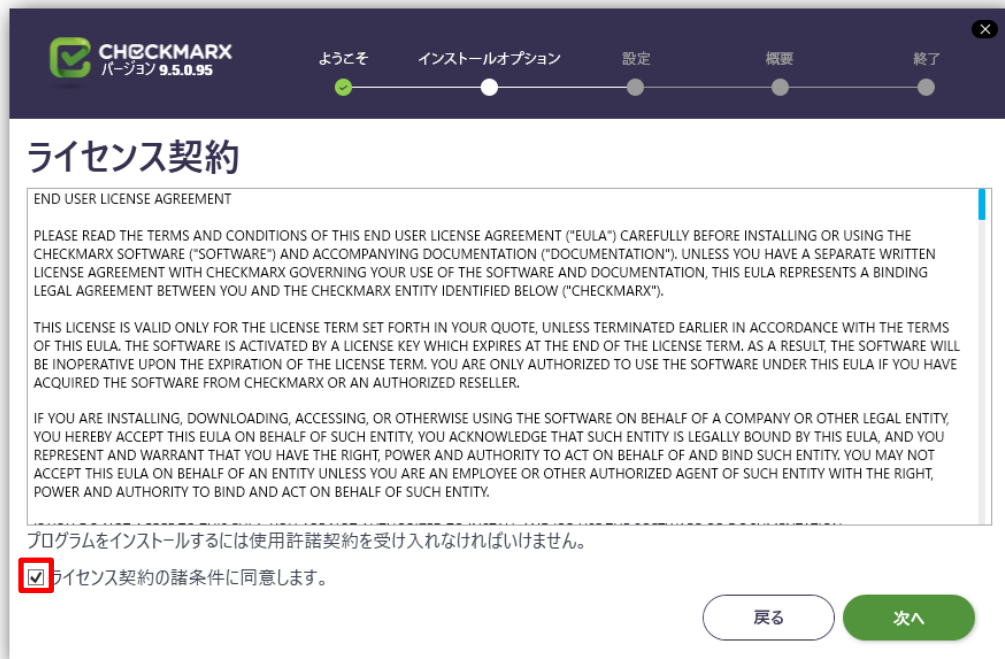 CHECKMARX
バージョン 9.5.0.95
ようこそ
インストールオプション
設定
概要
終了
ライセンス契約
END USER LICENSE AGREEMENT
PLEASE READ THE TERMS AND CONDITIONS OF THIS END USER LICENSE AGREEMENT ("EULA") CAREFULLY BEFORE INSTALLING OR USING THE
CHECKMARX SOFTWARE ("SOFTWARE") AND ACCOMPANYING DOCUMENTATION ("DOCUMENTATION"). UNLESS YOU HAVE A SEPARATE WRITTEN
LICENSE AGREEMENT WITH CHECKMARX GOVERNING YOUR USE OF THE SOFTWARE AND DOCUMENTATION, THIS EULA REPRESENTS A BINDING
LEGAL AGREEMENT BETWEEN YOU AND THE CHECKMARX ENTITY IDENTIFIED BELOW ("CHECKMARX").
THIS LICENSE IS VALID ONLY FOR THE LICENSE TERM SET FORTH IN YOUR QUOTE, UNLESS TERMINATED EARLIER IN ACCORDANCE WITH THE TERMS
OF THIS EULA. THE SOFTWARE IS ACTIVATED BY A LICENSE KEY WHICH EXPIRES AT THE END OF THE LICENSE TERM. AS A RESULT, THE SOFTWARE WILL
BE INOPERATIVE UPON THE EXPIRATION OF THE LICENSE TERM. YOU ARE ONLY AUTHORIZED TO USE THE SOFTWARE UNDER THIS EULA IF YOU HAVE
ACQUIRED THE SOFTWARE FROM CHECKMARX OR AN AUTHORIZED RESELLER.
IF YOU ARE INSTALLING, DOWNLOADING, ACCESSING, OR OTHERWISE USING THE SOFTWARE ON BEHALF OF A COMPANY OR OTHER LEGAL ENTITY,
YOU HEREBY ACCEPT THIS EULA ON BEHALF OF SUCH ENTITY, YOU ACKNOWLEDGE THAT SUCH ENTITY IS LEGALLY BOUND BY THIS EULA, AND YOU
REPRESENT AND WARRANT THAT YOU HAVE THE RIGHT, POWER AND AUTHORITY TO ACT ON BEHALF OF AND BIND SUCH ENTITY. YOU MAY NOT
ACCEPT THIS EULA ON BEHALF OF AN ENTITY UNLESS YOU ARE AN EMPLOYEE OR OTHER AUTHORIZED AGENT OF SUCH ENTITY WITH THE RIGHT,
POWER AND AUTHORITY TO BIND AND ACT ON BEHALF OF SUCH ENTITY.
プログラムをインストールするには使用許諾契約を受け入れなければいけません。
ライセンス契約の諸条件に同意します。
戻る
次へ